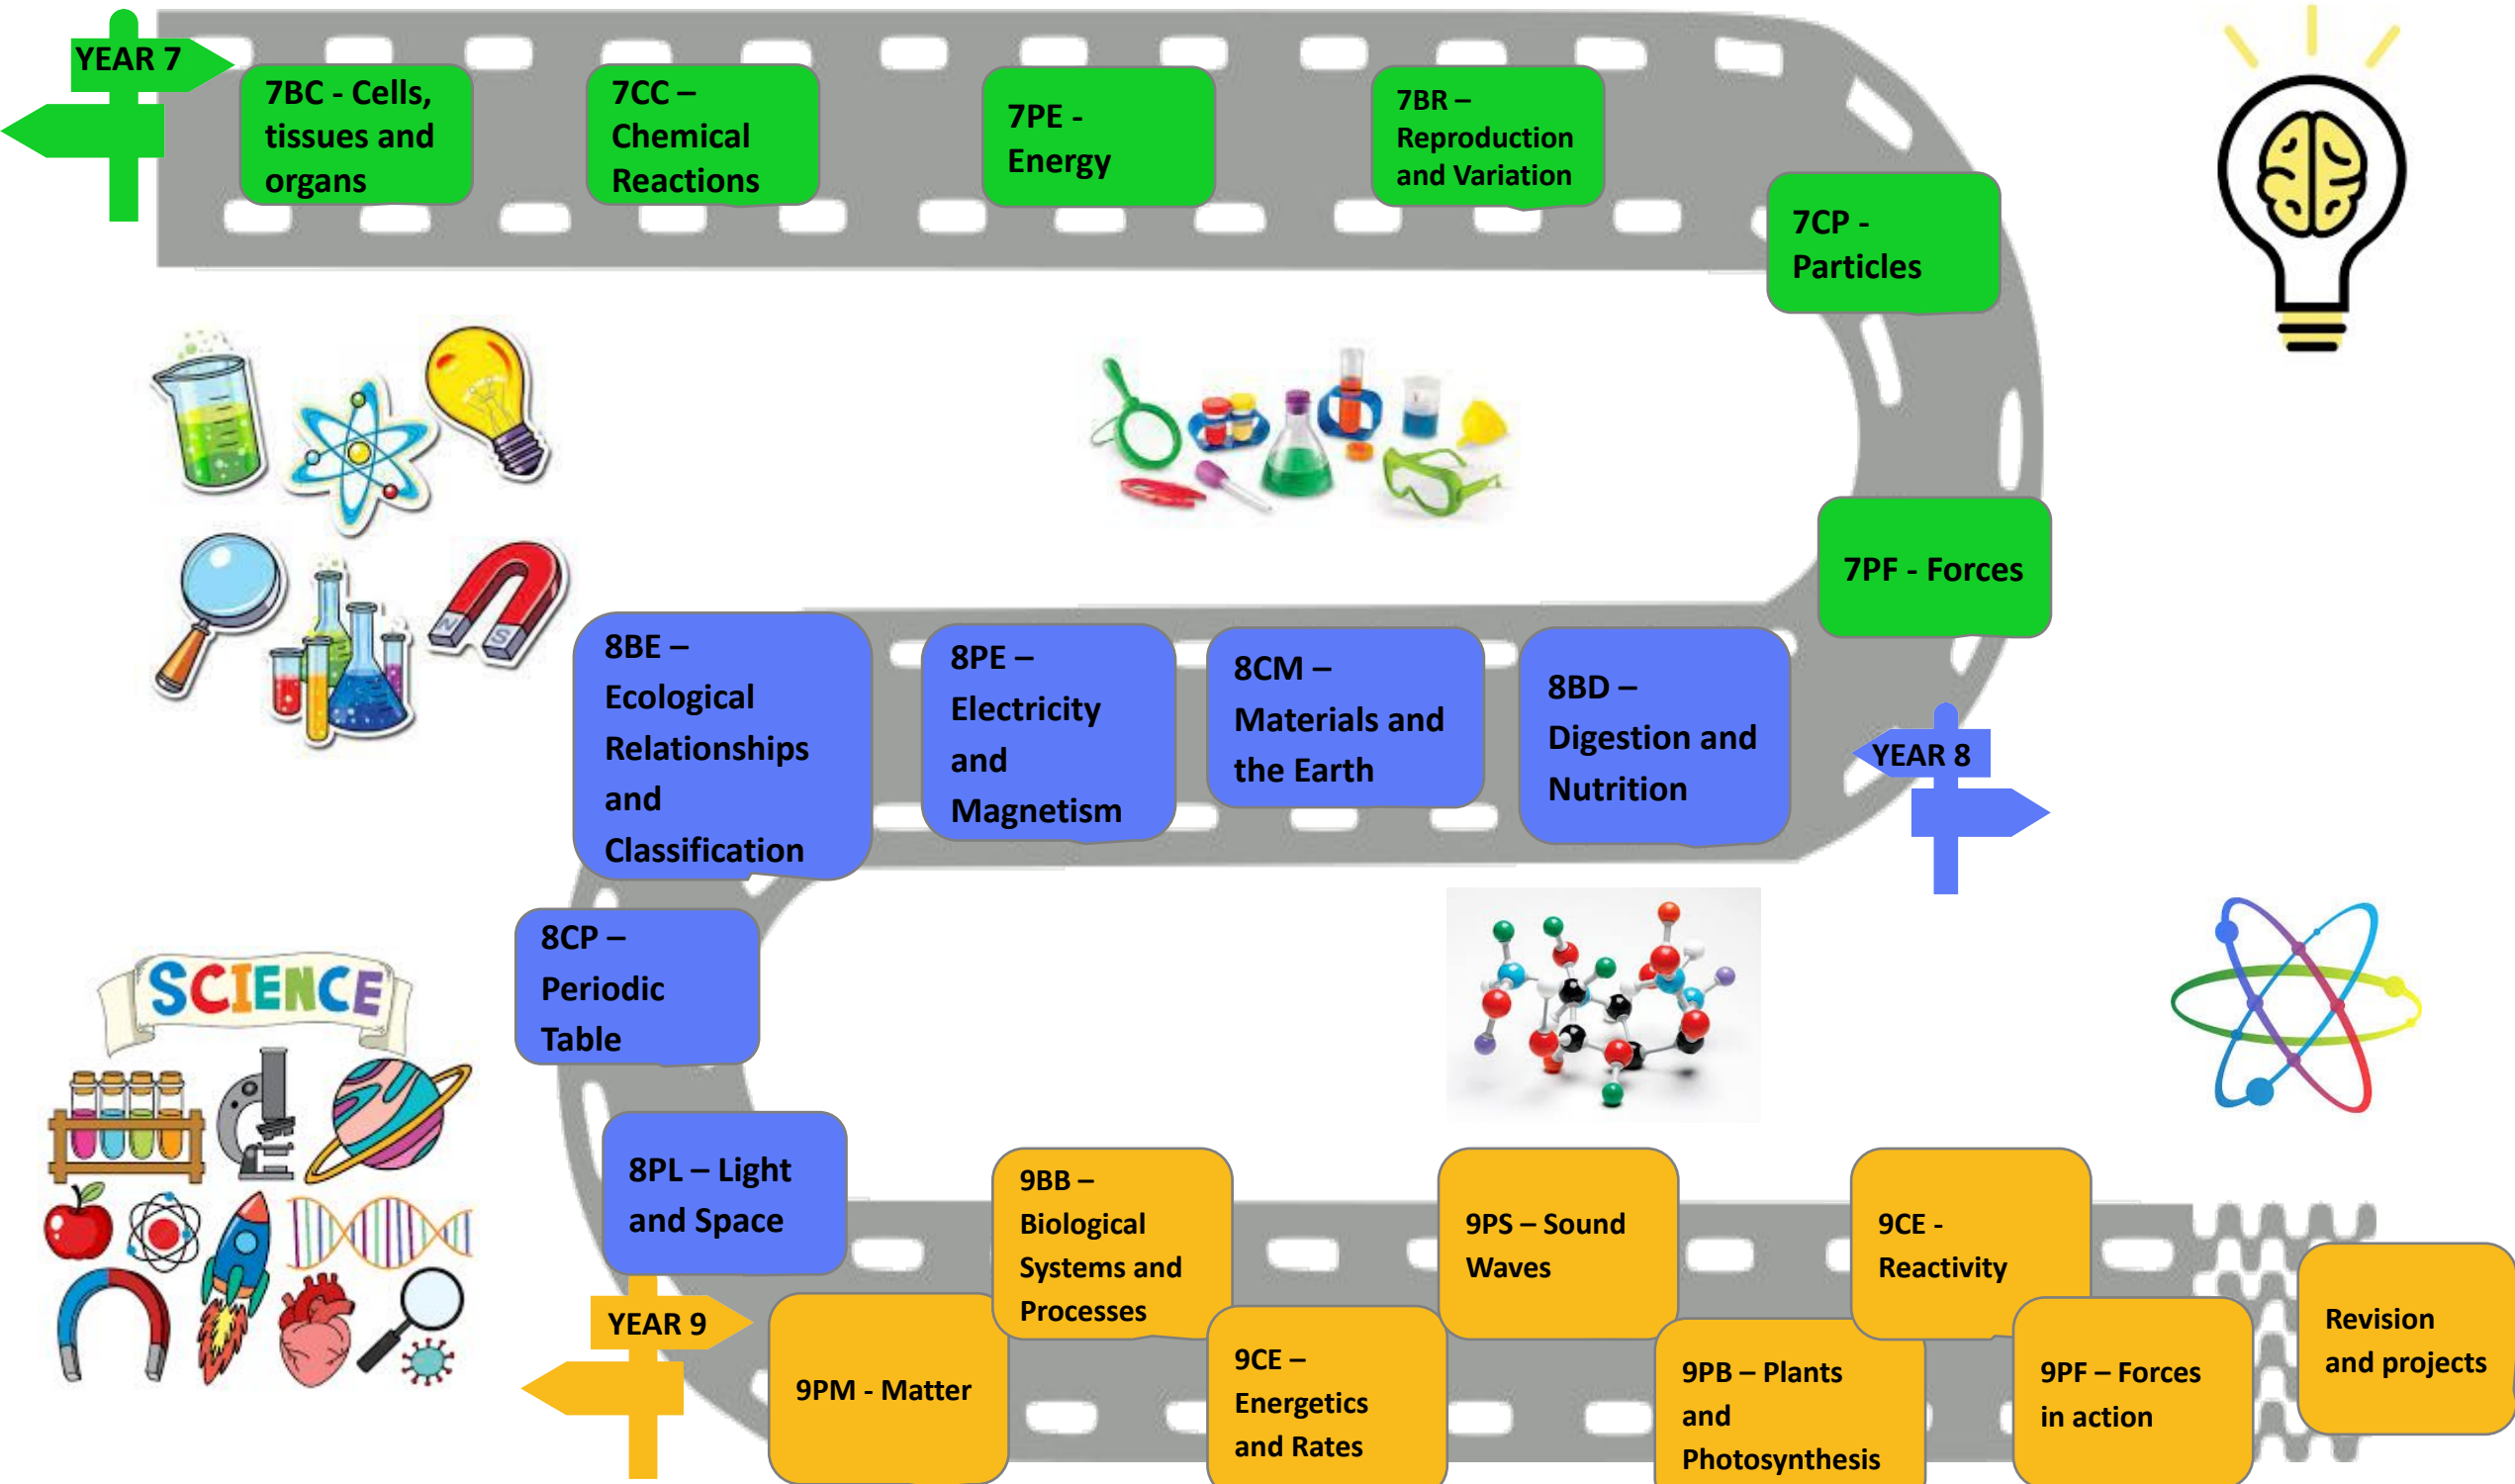 YEAR 7
7BC - Cells,
tissues and
organs
7CC –
Chemical
Reactions
7PE -
Energy
7BR –
Reproduction
and Variation
7CP -
Particles
7PF - Forces
YEAR 8
8BD –
Digestion and
Nutrition
8CM –
Materials and
the Earth
8PE –
Electricity
and
Magnetism
8BE –
Ecological
Relationships
and
Classification
8CP –
Periodic
Table
8PL – Light
and Space
YEAR 9
9PM - Matter
9BB –
Biological
Systems and
Processes
9CE –
Energetics
and Rates
9PS – Sound
Waves
9PB – Plants
and
Photosynthesis
9CE -
Reactivity
9PF – Forces
in action
Revision
and projects
N S
SCIENCE